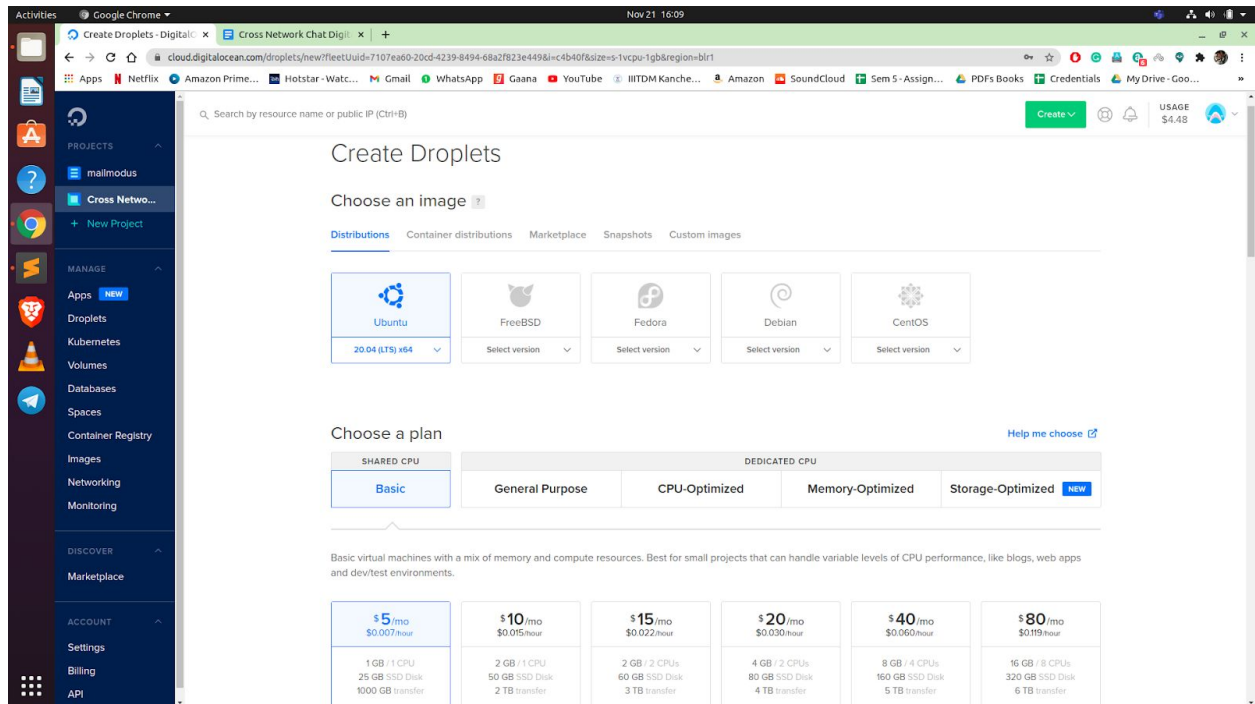 Activities
Google Chrome
Nov 21 16:09
Create Droplets - DigitalO
Cross Network Chat Digit
cloud.digitalocean.com/droplets/new?fleetUuid=7107ea60-20cd-4239-8494-68a2f823e449&i=c4b40f&size=s-1vcpu-1gb&region=blr1
Apps Netflix Amazon Prime... Hotstar - Watc... Gmail WhatsApp Gaana YouTube IIITDM Kanche... Amazon SoundCloud Sem 5 - Assign... PDFs Books Credentials My Drive - Goo... »
Search by resource name or public IP (Ctrl+B)
Create
USAGE
$4.48
PROJECTS
mailmodus
Cross Netwo...
+ New Project
MANAGE
Apps NEW
Droplets
Kubernetes
Volumes
Databases
Spaces
Container Registry
Images
Networking
Monitoring
DISCOVER
Marketplace
ACCOUNT
Settings
Billing
API
Create Droplets
Choose an image ?
Distributions Container distributions Marketplace Snapshots Custom images
Ubuntu FreeBSD Fedora Debian CentOS
20.04 (LTS) x64 Select version Select version Select version Select version
Choose a plan
Help me choose
SHARED CPU DEDICATED CPU
Basic General Purpose CPU-Optimized Memory-Optimized Storage-Optimized NEW
Basic virtual machines with a mix of memory and compute resources. Best for small projects that can handle variable levels of CPU performance, like blogs, web apps
and dev/test environments.
$5/mo $10/mo $15/mo $20/mo $40/mo $80/mo
$0.007/hour $0.015/hour $0.022/hour $0.030/hour $0.060/hour $0.119/hour
1 GB / 1 CPU 2 GB / 1 CPU 2 GB / 2 CPUs 4 GB / 2 CPUs 8 GB / 4 CPUs 16 GB / 8 CPUs
25 GB SSD Disk 50 GB SSD Disk 60 GB SSD Disk 80 GB SSD Disk 160 GB SSD Disk 320 GB SSD Disk
1000 GB transfer 2 TB transfer 3 TB transfer 4 TB transfer 5 TB transfer 6 TB transfer